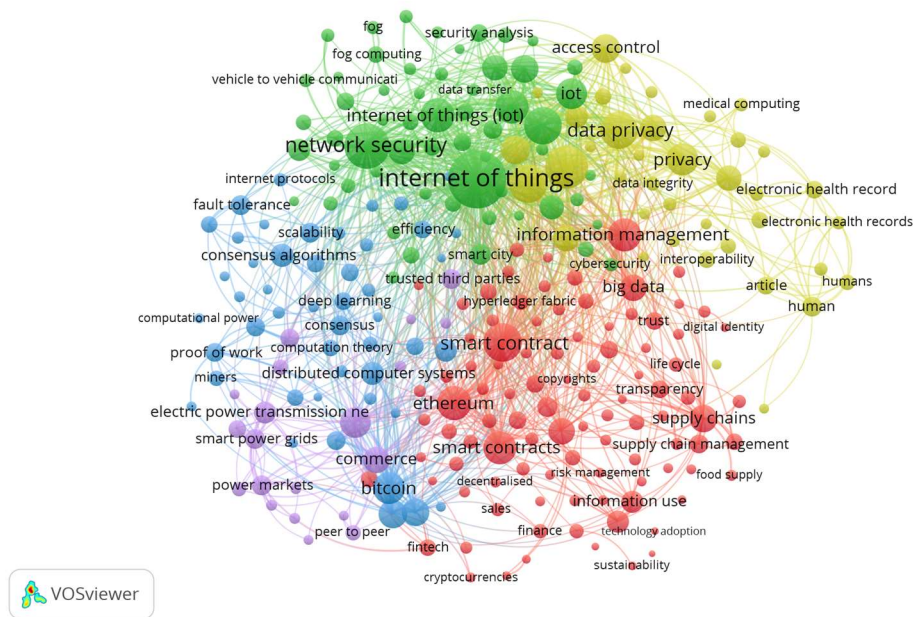 fog
security analysis
access control
fog computing
vehicle to vehicle communicati
data transfer
iot
medical computing
internet of things (iot)
data privacy
network security
privacy
internet of things
internet protocols
data integrity
electronic health record
fault tolerance
electronic health records
scalability
efficiency
information management
consensus algorithms
smart city
cybersecurity
interoperability
trusted third parties
big data
article
humans
deep learning
hyperledger fabric
human
computational power
consensus
trust
digital identity
smart contract
proof of work
computation theory
life cycle
miners
distributed computer systems
copyrights
transparency
electric power transmission ne
ethereum
supply chains
smart power grids
smart contracts
supply chain management
commerce
risk management
food supply
power markets
bitcoin
decentralised
information use
sales
peer to peer
finance
technology adoption
fintech
sustainability
cryptocurrencies
VOSviewer